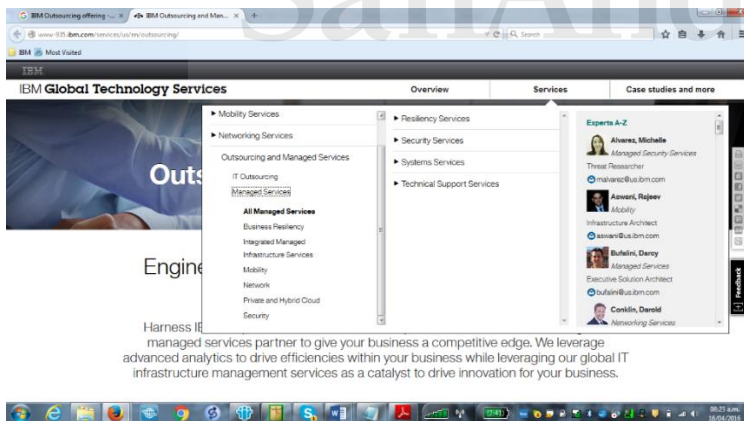 IBM Outsourcing offering -...
IBM Outsourcing and Man...
www-935.ibm.com/services/us/en/outsourcing/
Search
IBM
Most Visited
IBM
IBM Global Technology Services
Overview
Services
Case studies and more
Outs
Mobility Services
Networking Services
Outsourcing and Managed Services
IT Outsourcing
Managed Services
All Managed Services
Business Resiliency
Integrated Managed
Infrastructure Services
Mobility
Network
Private and Hybrid Cloud
Security
Resiliency Services
Security Services
Systems Services
Technical Support Services
Experts A-Z
Alvarez, Michelle
Managed Security Services
Threat Researcher
malvarez@us.ibm.com
Aswani, Rajeev
Mobility
Infrastructure Architect
aswani@us.ibm.com
Bufalini, Darcy
Managed Services
Executive Solution Architect
bufalini@us.ibm.com
Conklin, Darold
Networking Services
[+] Feedback
Engine
Harness IB
managed services partner to give your business a competitive edge. We leverage
advanced analytics to drive efficiencies within your business while leveraging our global IT
infrastructure management services as a catalyst to drive innovation for your business.
08:23 a.m.
16/04/2016